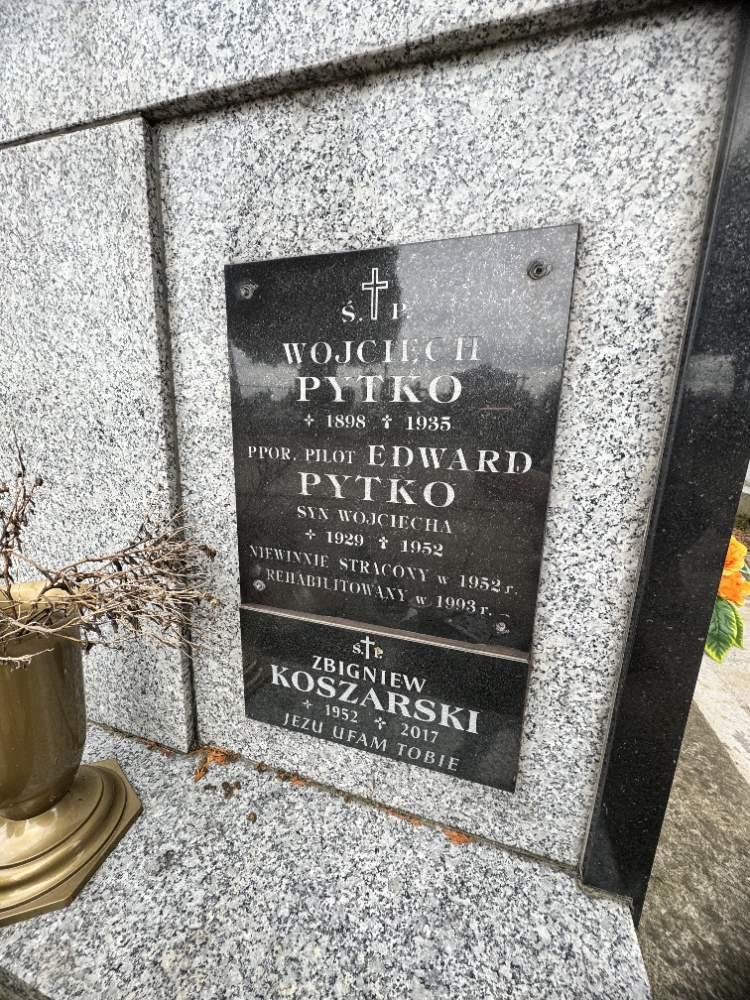 Ś. P.
WOJCIECH
PYTKO
1898 ✝ 1935
PPOR. PILOT EDWARD
PYTKO
SYN WOJCIECHA
1929 ✝ 1952
NIEWINNIE STRACONY w 1952 r.
REHABILITOWANY w 1993 r.
Ś.P.
ZBIGNIEW
KOSZARSKI
1952 ✝ 2017
JEZU UFAM TOBIE